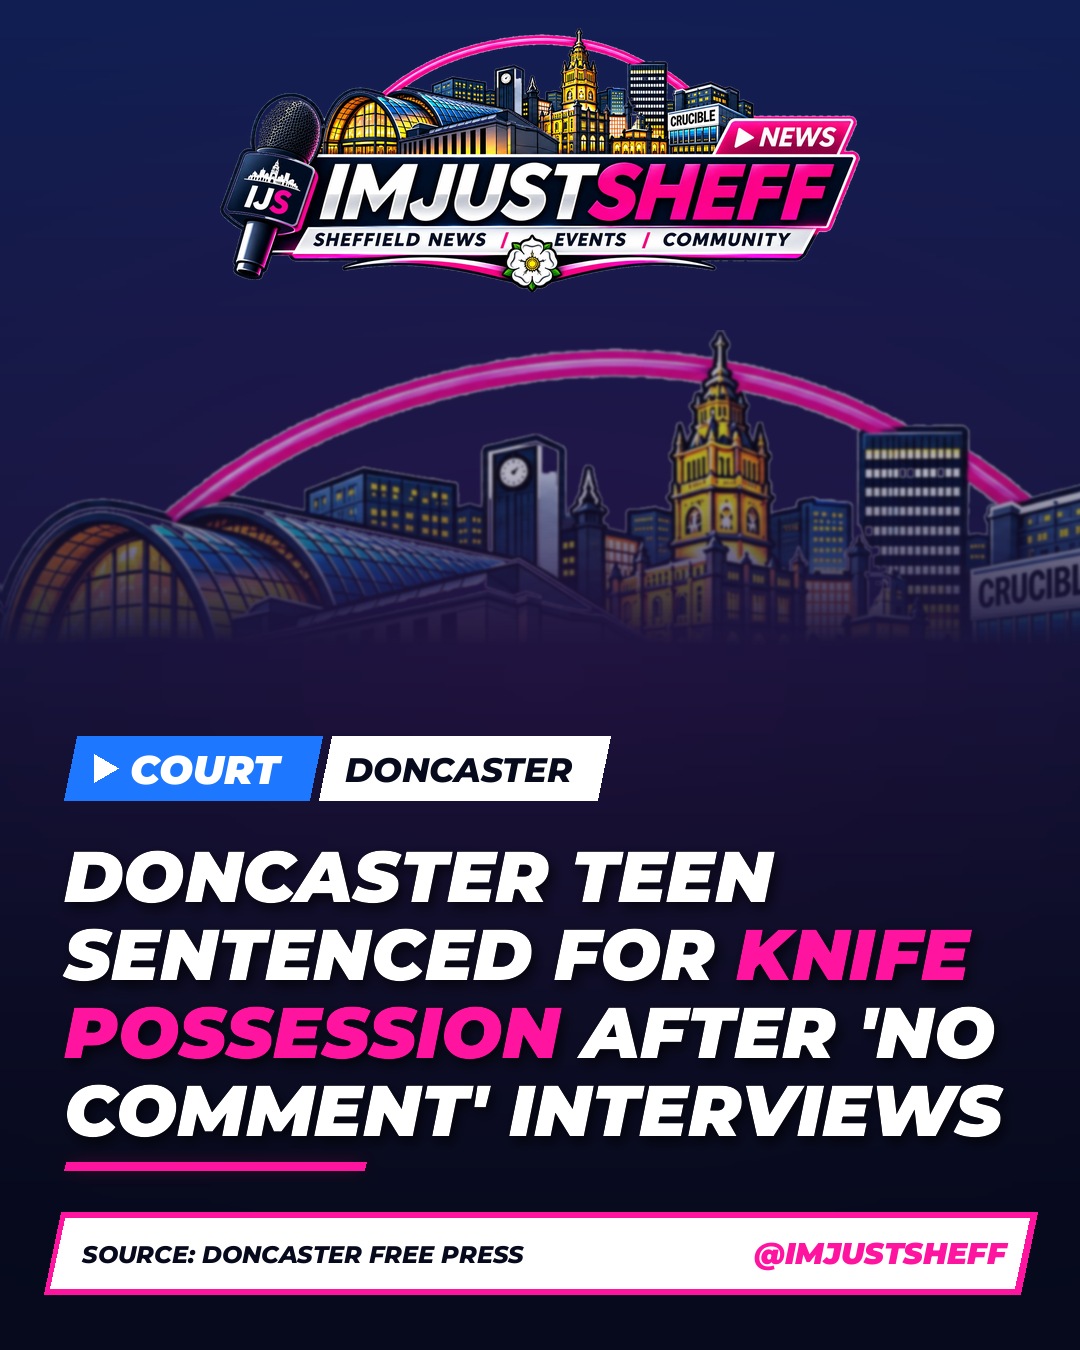 CRUCIBLE
NEWS
IJS
IMJUSTSHEFF
SHEFFIELD NEWS / EVENTS / COMMUNITY
CRUCIBL
COURT
DONCASTER
DONCASTER TEEN
SENTENCED FOR KNIFE
POSSESSION AFTER 'NO
COMMENT' INTERVIEWS
SOURCE: DONCASTER FREE PRESS
@IMJUSTSHEFF